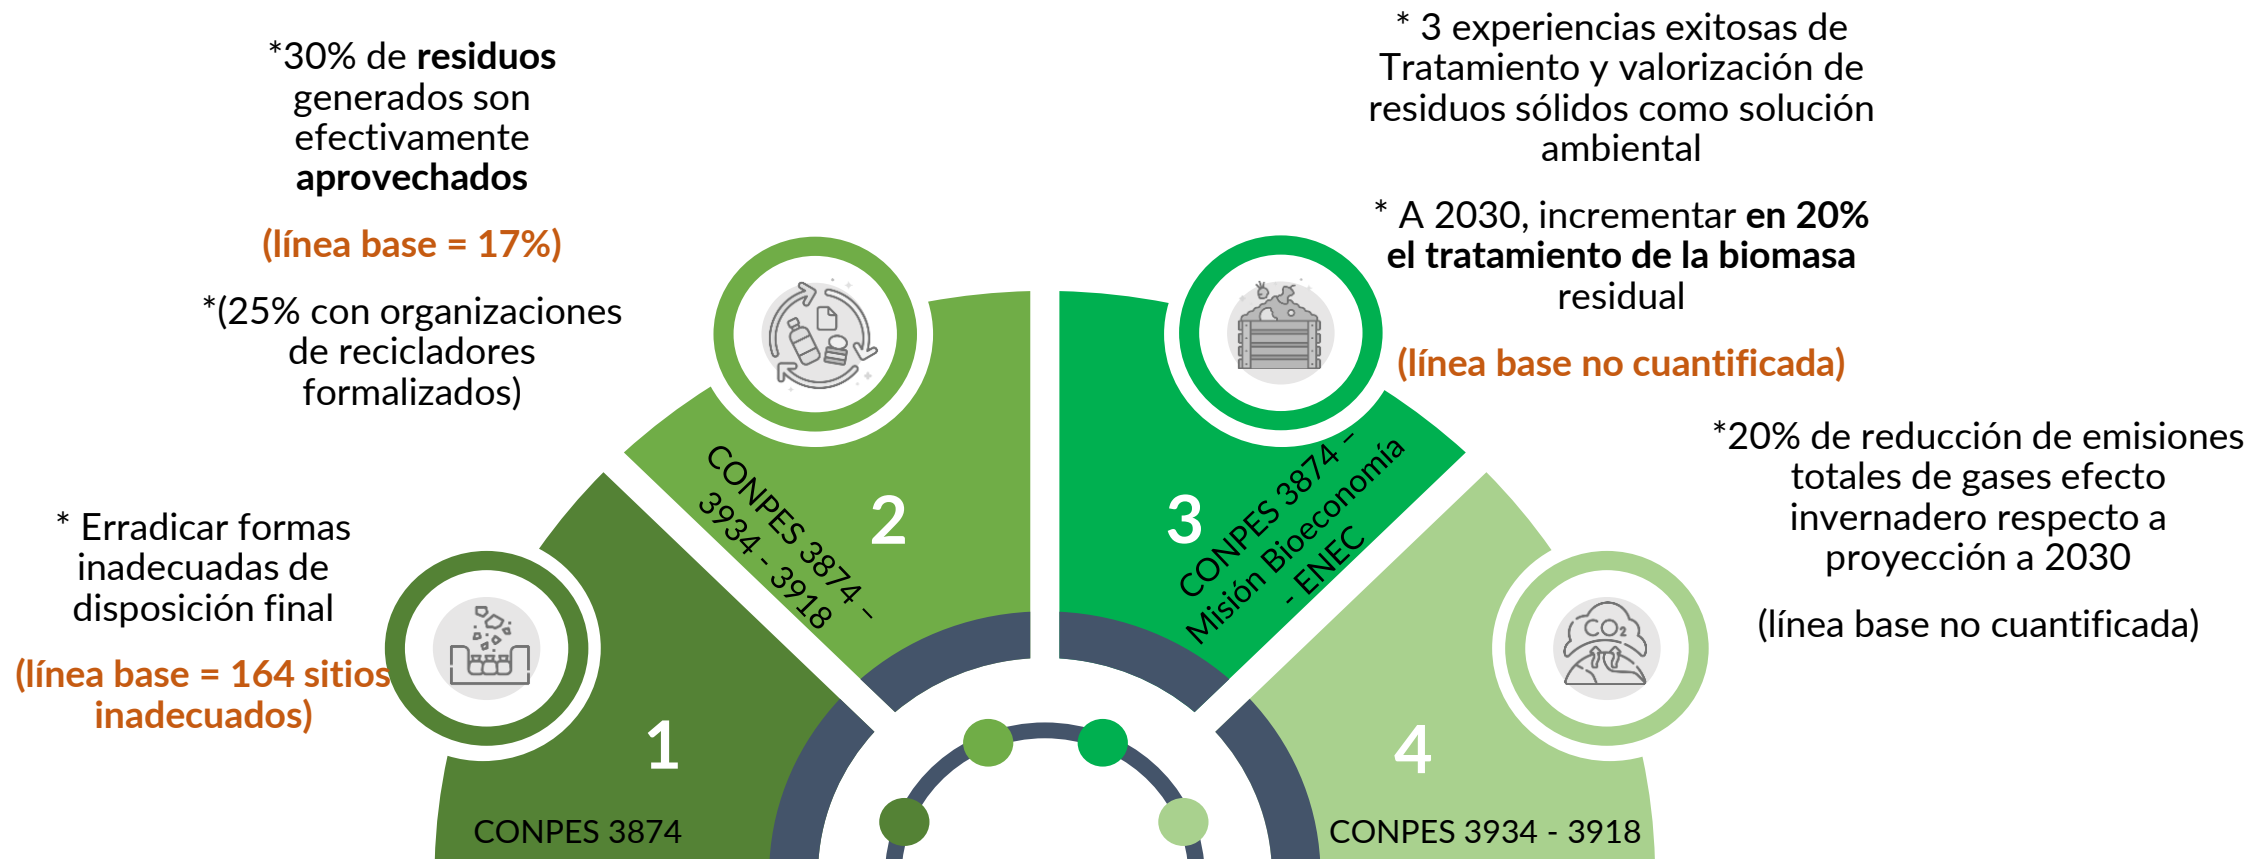 * Erradicar formas
inadecuadas de
disposición final
(línea base = 164 sitios
inadecuados)
1
CONPES 3874
*30% de residuos
generados son
efectivamente
aprovechados
(línea base = 17%)
*(25% con organizaciones
de recicladores
formalizados)
2
CONPES 3874 –
3934 - 3918
* 3 experiencias exitosas de
Tratamiento y valorización de
residuos sólidos como solución
ambiental
* A 2030, incrementar en 20%
el tratamiento de la biomasa
residual
(línea base no cuantificada)
3
CONPES 3874 –
Misión Bioeconomía
- ENEC
*20% de reducción de emisiones
totales de gases efecto
invernadero respecto a
proyección a 2030
(línea base no cuantificada)
CO2
4
CONPES 3934 - 3918